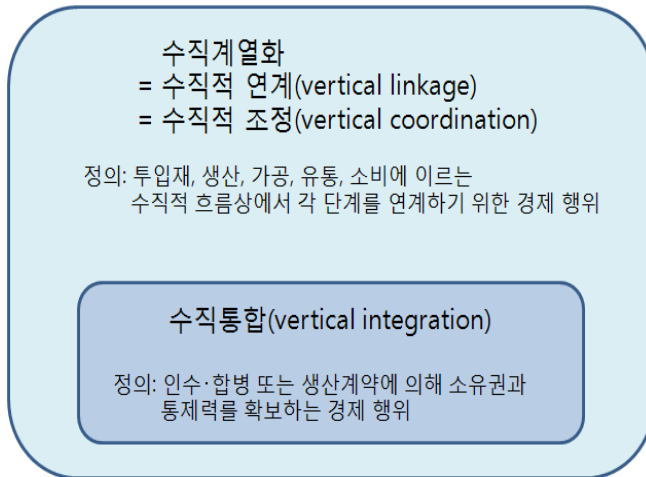 수직계열화
= 수직적 연계(vertical linkage)
= 수직적 조정(vertical coordination)
정의: 투입재, 생산, 가공, 유통, 소비에 이르는
수직적 흐름상에서 각 단계를 연계하기 위한 경제 행위
수직통합(vertical integration)
정의: 인수·합병 또는 생산계약에 의해 소유권과
통제력를 확보하는 경제 행위